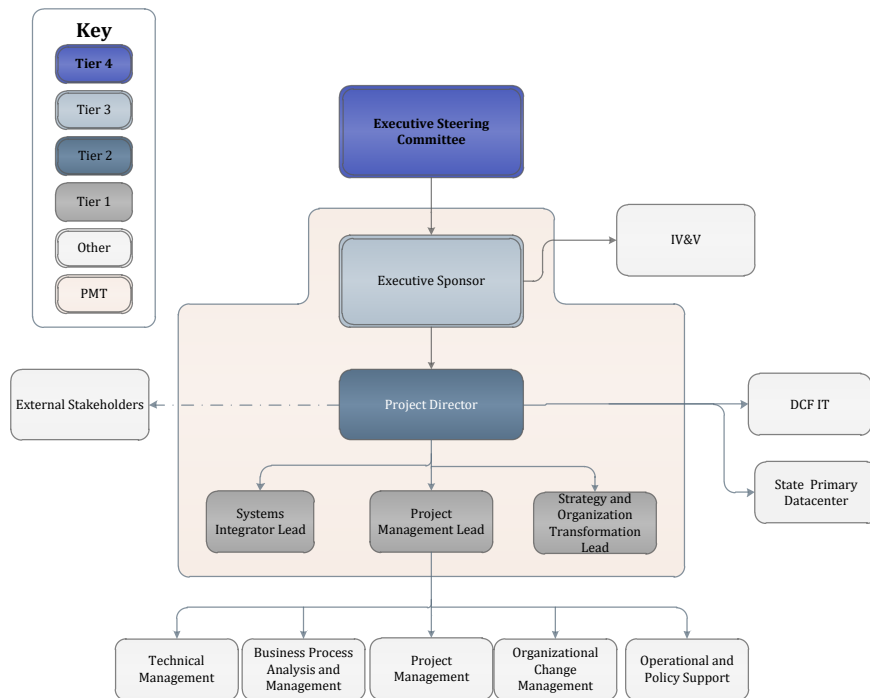 Key
Tier 4
Tier 3
Tier 2
Tier 1
Other
PMT
Executive Steering
Committee
Executive Sponsor
IV&V
External Stakeholders
Project Director
DCF IT
State Primary
Datacenter
Systems
Integrator Lead
Project
Management Lead
Strategy and
Organization
Transformation
Lead
Technical
Management
Business Process
Analysis and
Management
Project
Management
Organizational
Change
Management
Operational and
Policy Support